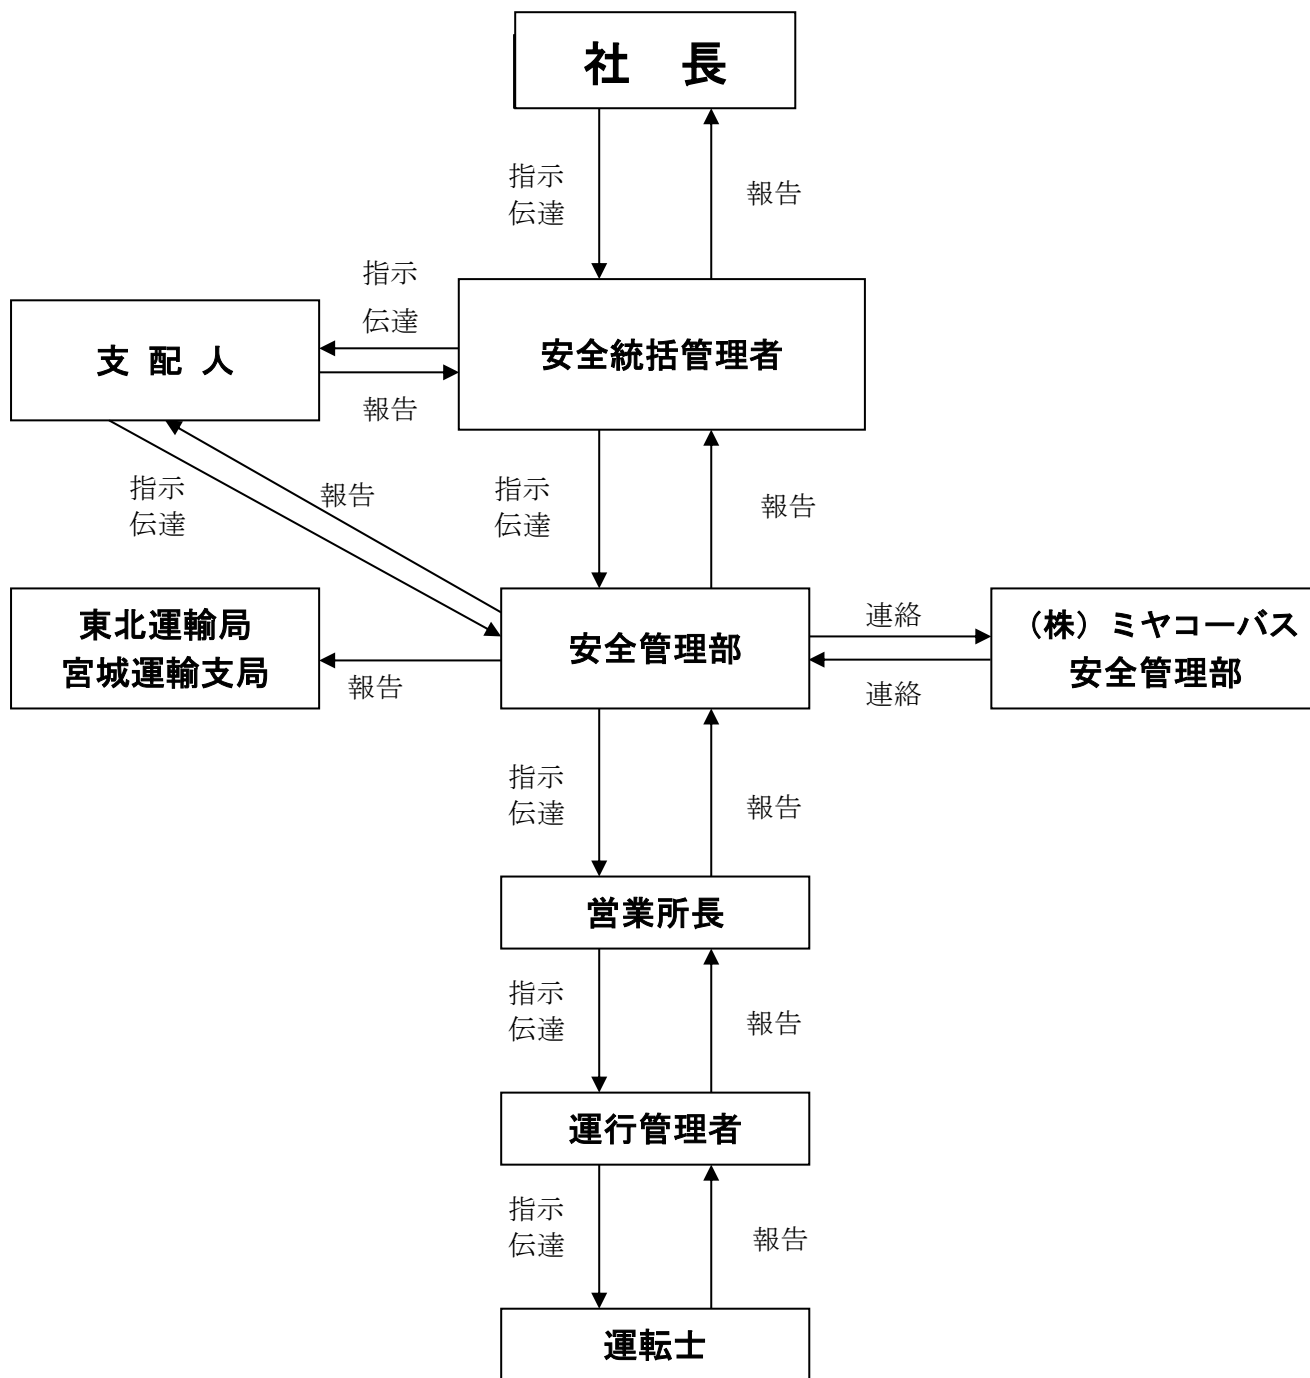 社　長
指示
伝達
報告
指示
伝達
支 配 人
安全統括管理者
報告
指示
伝達
報告
指示
伝達
報告
東北運輸局
宮城運輸支局
報告
安全管理部
連絡
連絡
（株）ミヤコーバス
安全管理部
指示
伝達
報告
営業所長
指示
伝達
報告
運行管理者
指示
伝達
報告
運転士